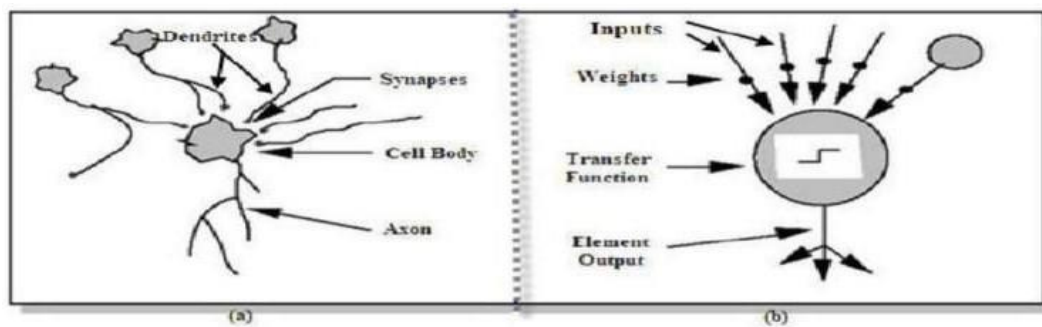 Dendrites
Synapses
Cell Body
Axon
(a)
Inputs
Weights
Transfer
Function
Element
Output
(b)